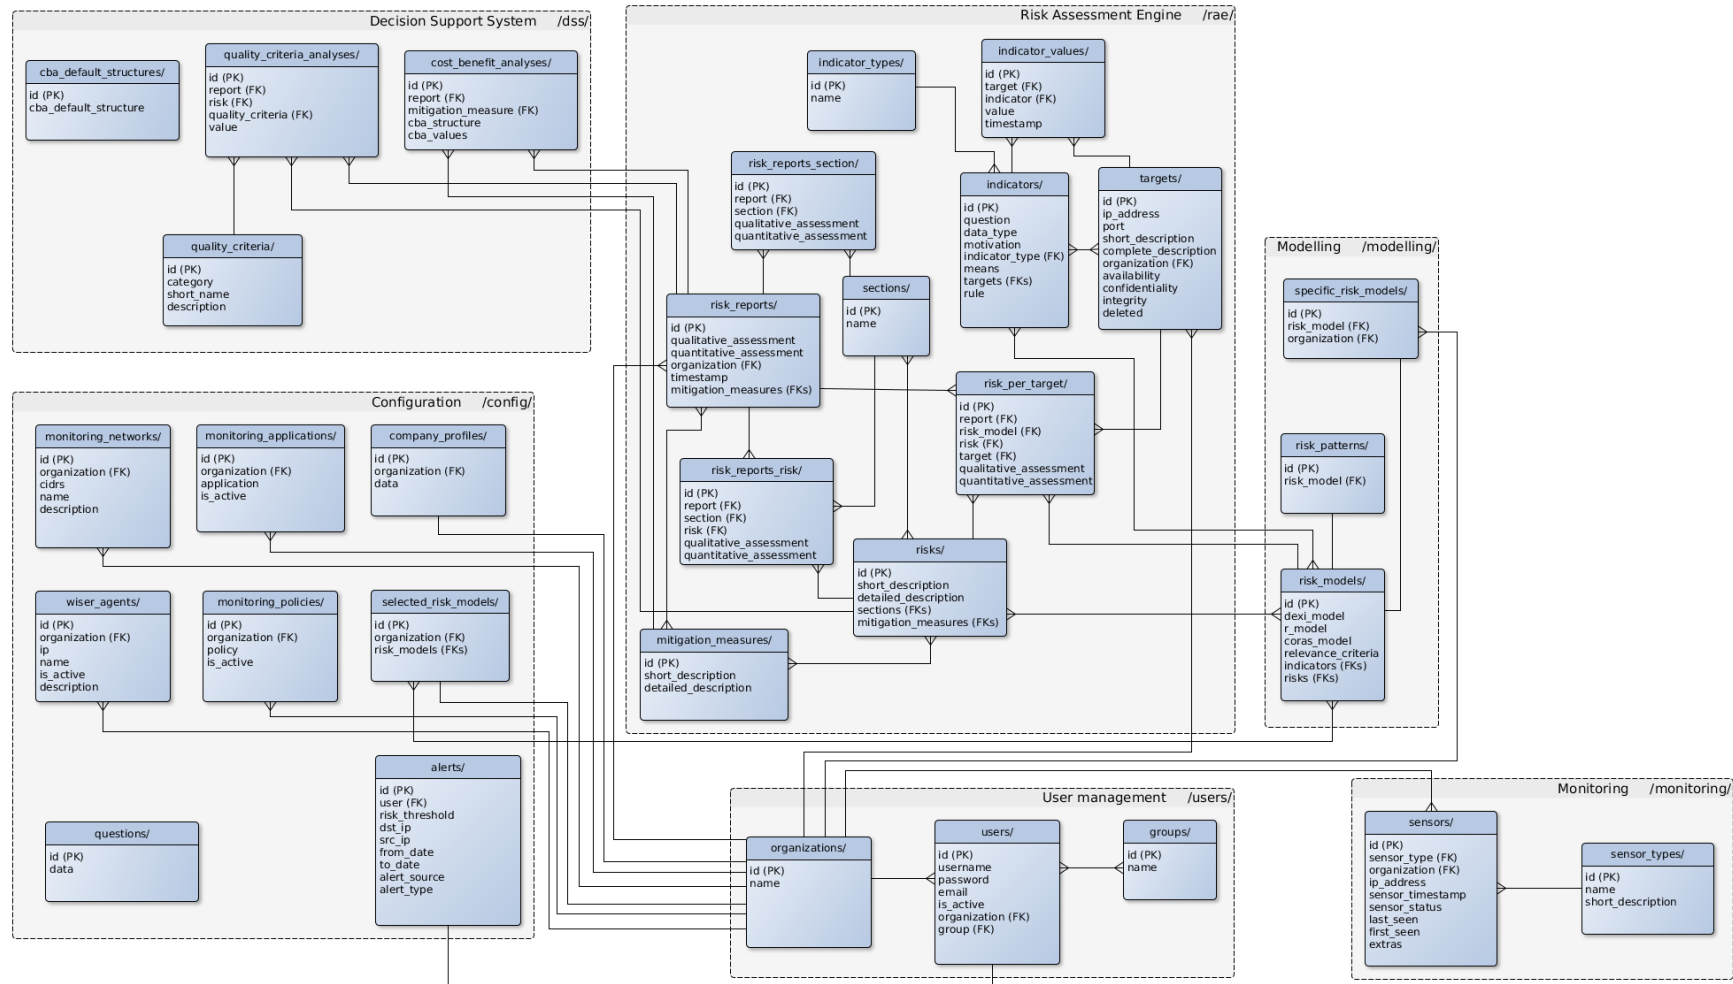 Decision Support System /dss/
cba_default_structures/
id (PK)
cba_default_structure
quality_criteria_analyses/
id (PK)
report (FK)
risk (FK)
quality_criteria (FK)
value
cost_benefit_analyses/
id (PK)
report (FK)
mitigation_measure (FK)
cba_structure
cba_values
quality_criteria/
id (PK)
category
short_name
description
Risk Assessment Engine /rae/
indicator_types/
id (PK)
name
indicator_values/
id (PK)
target (FK)
indicator (FK)
value
timestamp
risk_reports_section/
id (PK)
report (FK)
section (FK)
qualitative_assessment
quantitative_assessment
indicators/
id (PK)
question
data_type
motivation
indicator_type (FK)
means
targets (FKs)
rule
targets/
id (PK)
ip_address
port
short_description
complete_description
organization (FK)
availability
confidentiality
integrity
deleted
risk_reports/
id (PK)
qualitative_assessment
quantitative_assessment
organization (FK)
timestamp
mitigation_measures (FKs)
sections/
id (PK)
name
risk_per_target/
id (PK)
report (FK)
risk_model (FK)
risk (FK)
target (FK)
qualitative_assessment
quantitative_assessment
risk_reports_risk/
id (PK)
report (FK)
section (FK)
risk (FK)
qualitative_assessment
quantitative_assessment
risks/
id (PK)
short_description
detailed_description
sections (FKs)
mitigation_measures (FKs)
mitigation_measures/
id (PK)
short_description
detailed_description
Modelling /modelling/
specific_risk_models/
id (PK)
risk_model (FK)
organization (FK)
risk_patterns/
id (PK)
risk_model (FK)
risk_models/
id (PK)
dexi_model
r_model
coras_model
relevance_criteria
indicators (FKs)
risks (FKs)
Configuration /config/
monitoring_networks/
id (PK)
organization (FK)
cidrs
name
description
monitoring_applications/
id (PK)
organization (FK)
application
is_active
company_profiles/
id (PK)
organization (FK)
data
wiser_agents/
id (PK)
organization (FK)
ip
name
is_active
description
monitoring_policies/
id (PK)
organization (FK)
policy
is_active
selected_risk_models/
id (PK)
organization (FK)
risk_models (FKs)
alerts/
id (PK)
user (FK)
risk_threshold
dst_ip
src_ip
from_date
to_date
alert_source
alert_type
questions/
id (PK)
data
User management /users/
organizations/
id (PK)
name
users/
id (PK)
username
password
email
is_active
organization (FK)
group (FK)
groups/
id (PK)
name
Monitoring /monitoring/
sensors/
id (PK)
sensor_type (FK)
organization (FK)
ip_address
sensor_timestamp
sensor_status
last_seen
first_seen
extras
sensor_types/
id (PK)
name
short_description